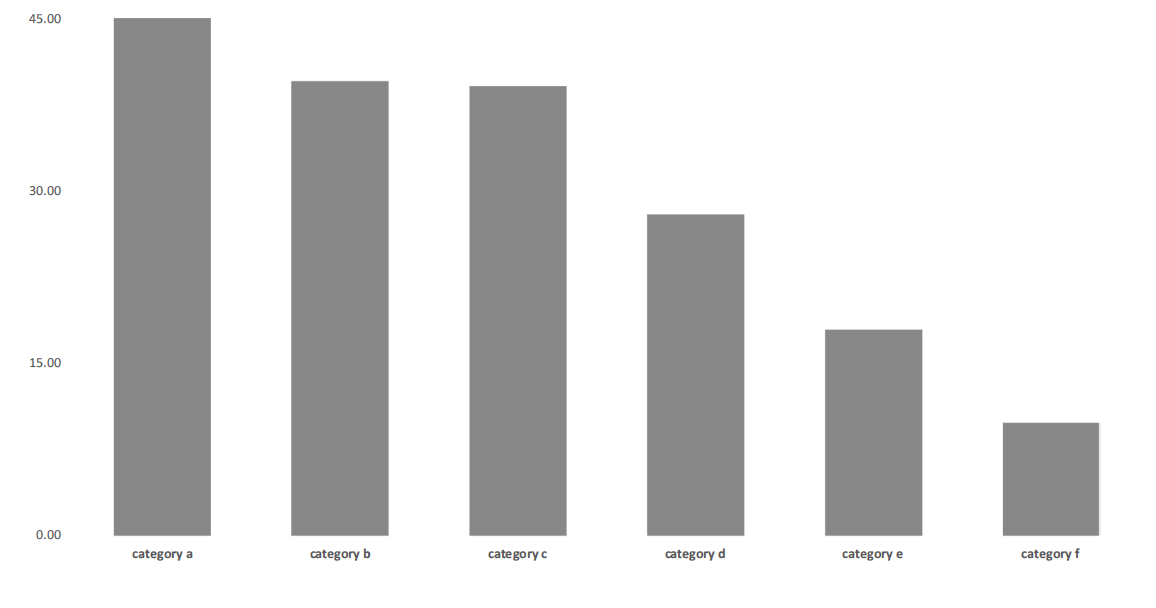 45.00
30.00
15.00
0.00
category a
category b
category c
category d
category e
category f